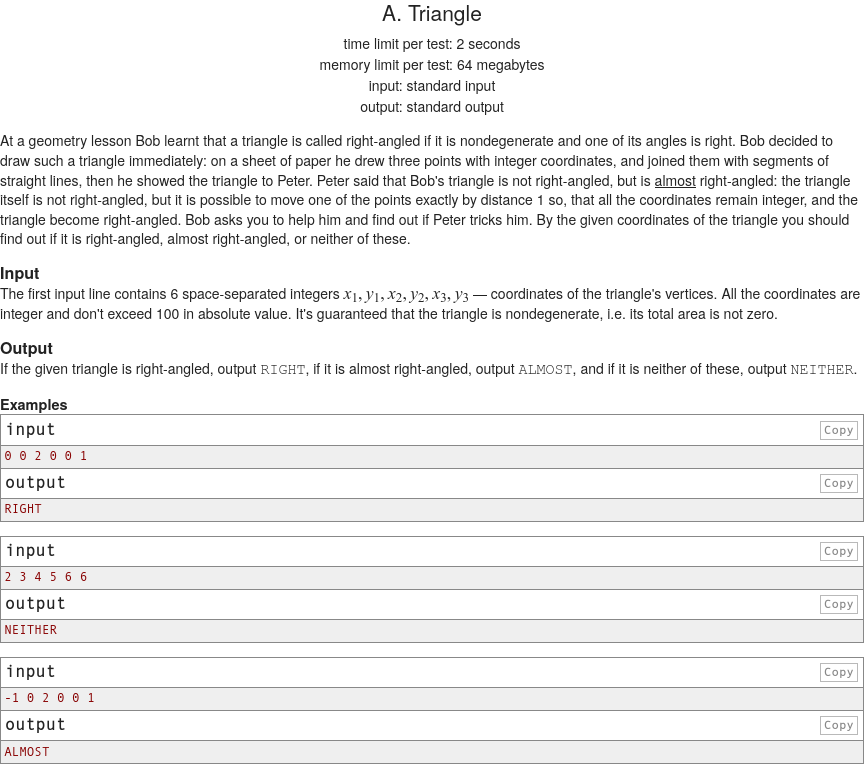 A. Triangle
time limit per test: 2 seconds
memory limit per test: 64 megabytes
input: standard input
output: standard output
At a geometry lesson Bob learnt that a triangle is called right-angled if it is nondegenerate and one of its angles is right. Bob decided to
draw such a triangle immediately: on a sheet of paper he drew three points with integer coordinates, and joined them with segments of
straight lines, then he showed the triangle to Peter. Peter said that Bob's triangle is not right-angled, but is almost right-angled: the triangle
itself is not right-angled, but it is possible to move one of the points exactly by distance 1 so, that all the coordinates remain integer, and the
triangle become right-angled. Bob asks you to help him and find out if Peter tricks him. By the given coordinates of the triangle you should
find out if it is right-angled, almost right-angled, or neither of these.
Input
The first input line contains 6 space-separated integers x1, y1, x2, y2, x3, y3 — coordinates of the triangle's vertices. All the coordinates are
integer and don't exceed 100 in absolute value. It's guaranteed that the triangle is nondegenerate, i.e. its total area is not zero.
Output
If the given triangle is right-angled, output RIGHT, if it is almost right-angled, output ALMOST, and if it is neither of these, output NEITHER.
Examples
input Copy
0 0 2 0 0 1
output Copy
RIGHT
input Copy
2 3 4 5 6 6
output Copy
NEITHER
input Copy
-1 0 2 0 0 1
output Copy
ALMOST